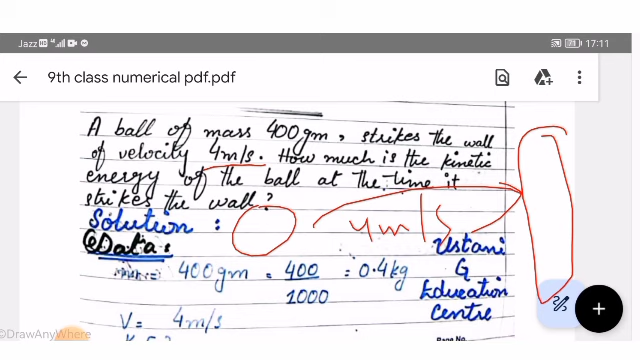 Jazz 17:11
9th class numerical pdf.pdf
A ball of mass 400gm, strikes the wall
of velocity 4m/s. How much is the kinetic
energy of the ball at the time it
strikes the wall?
Solution :
4m/s
Data:
400gm = 400/1000 = 0.4kg
Ustani
G
Education
Centre
V= 4m/s
©DrawAnyWhere